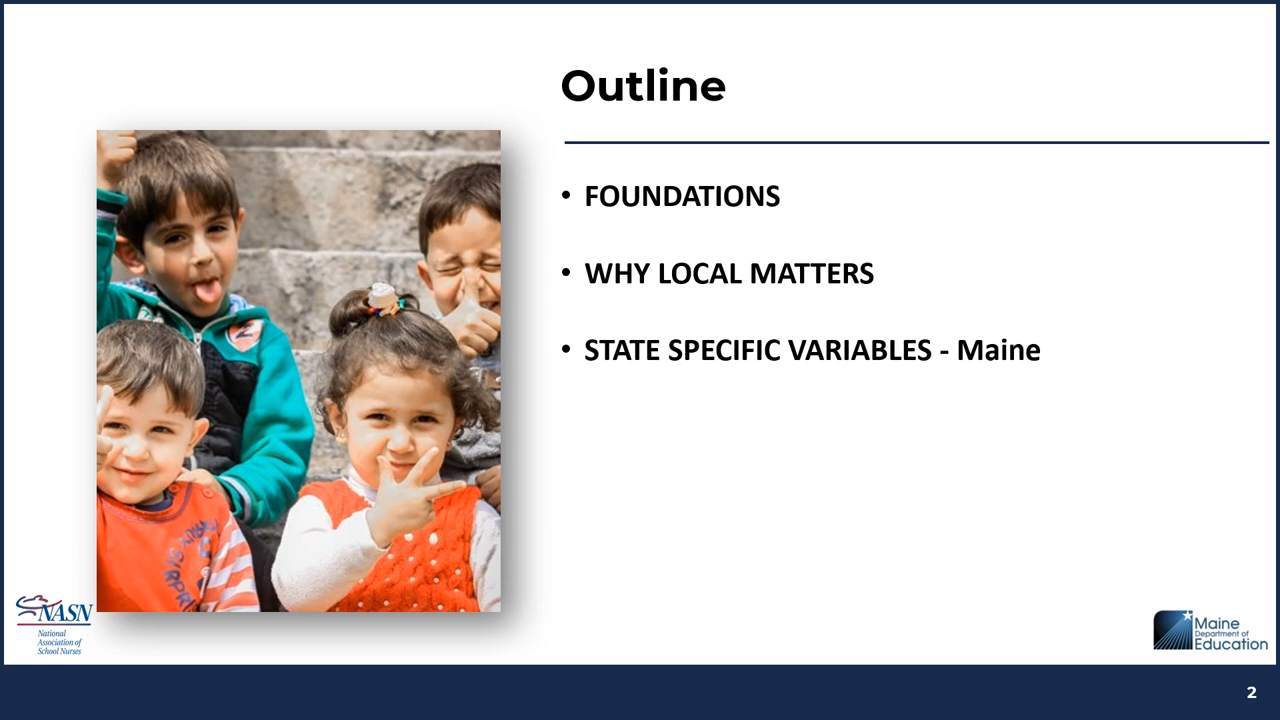 Outline
• FOUNDATIONS
• WHY LOCAL MATTERS
• STATE SPECIFIC VARIABLES - Maine
NASN
National
Association of
School Nurses
Maine
Department of
Education
2